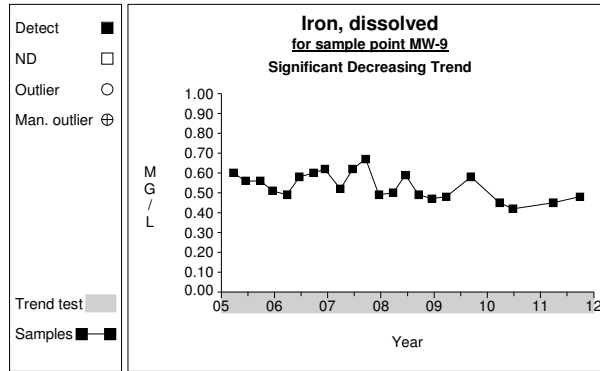 Detect
ND
Outlier
Man. outlier
Trend test
Samples
Iron, dissolved
for sample point MW-9
Significant Decreasing Trend
1.00
0.90
0.80
0.70
0.60
0.50
0.40
0.30
0.20
0.10
0.00
M
G
/
L
05 06 07 08 09 10 11 12
Year